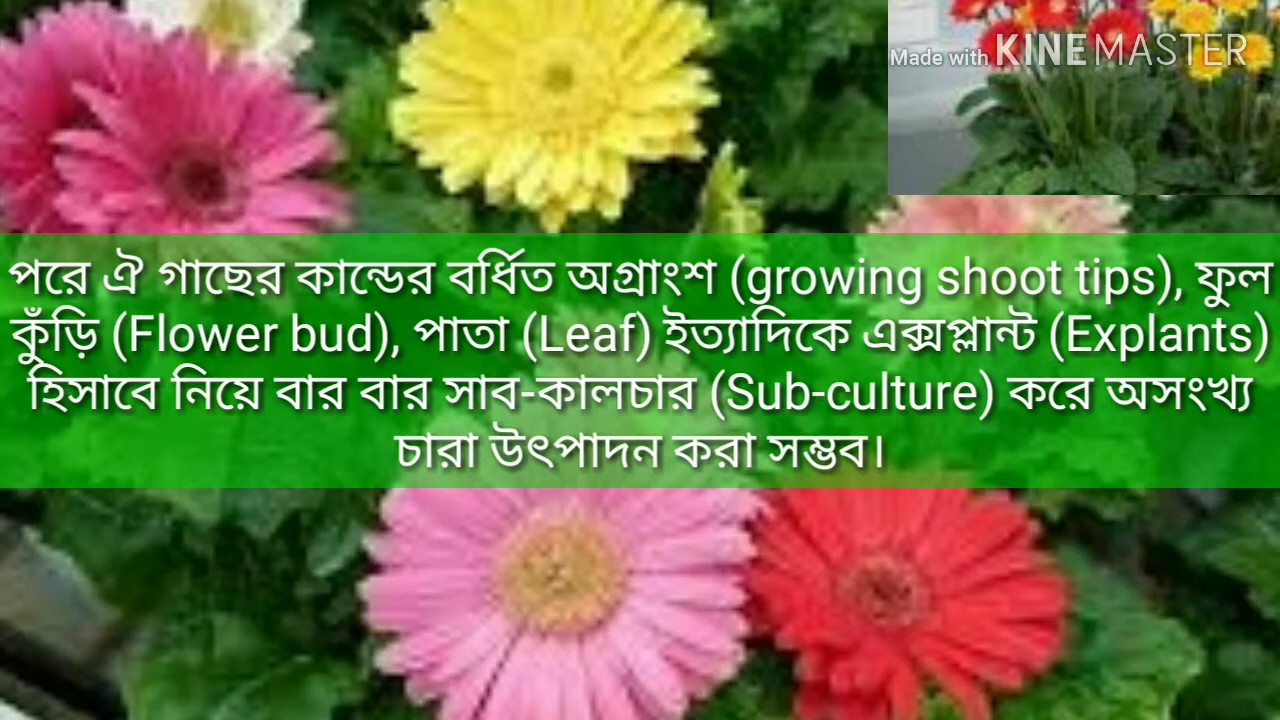 Made with KINEMASTER
পরে ঐ গাছের কান্ডের বর্ধিত অগ্রাংশ (growing shoot tips), ফুল
কুঁড়ি (Flower bud), পাতা (Leaf) ইত্যাদিকে এক্সপ্লান্ট (Explants)
হিসাবে নিয়ে বার বার সাব-কালচার (Sub-culture) করে অসংখ্য
চারা উৎপাদন করা সম্ভব।